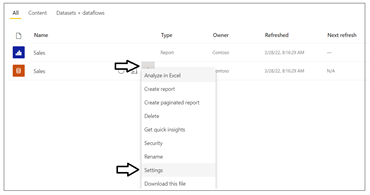 All Content Datasets + dataflows
Name Type Owner Refreshed Next refresh
Sales Report Contoso 2/28/22, 8:16:29 AM —
Sales Contoso 2/28/22, 8:16:29 AM N/A
Analyze in Excel
Create report
Create paginated report
Delete
Get quick insights
Security
Rename
Settings
Download this file